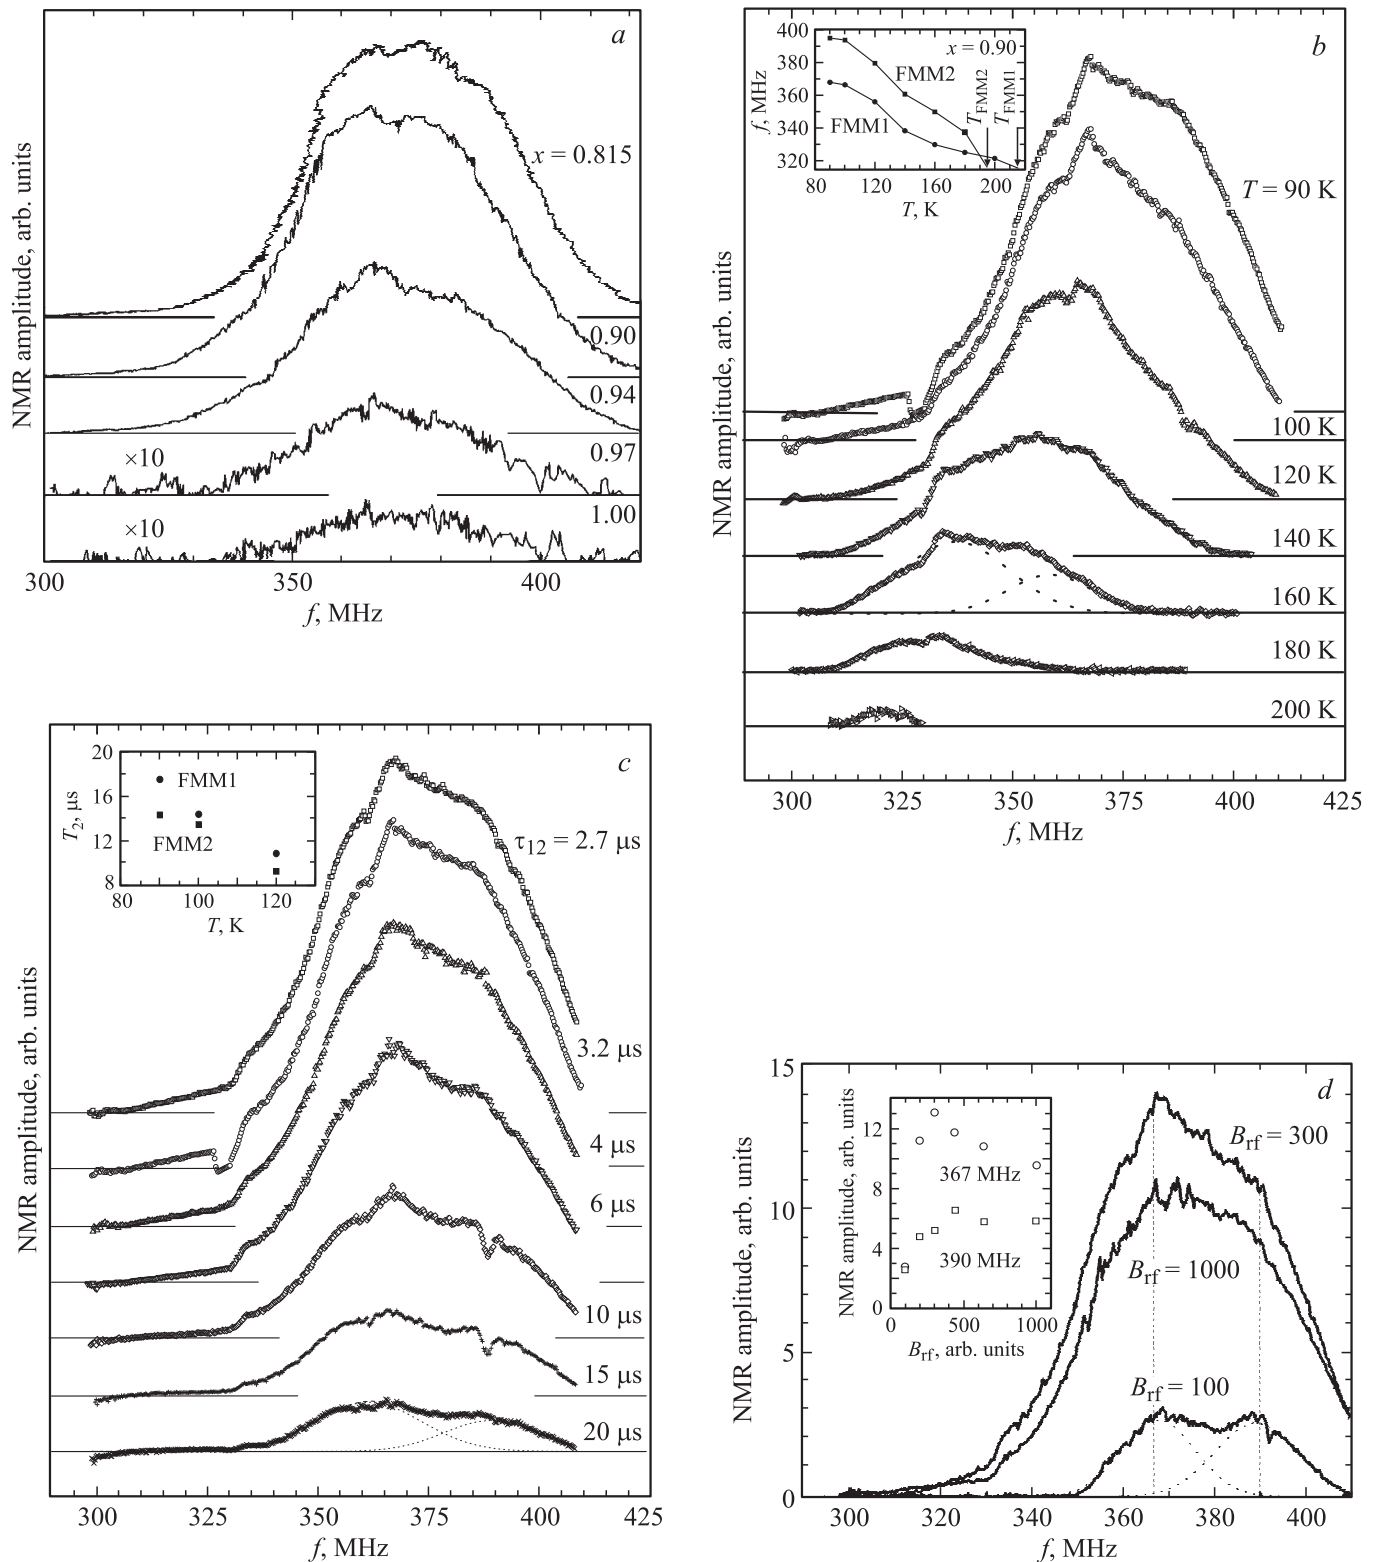 a
x = 0.815
0.90
0.94
0.97
×10
1.00
×10
NMR amplitude, arb. units
300 350 400
f, MHz
b
x = 0.90
FMM2
FMM1
T_FMM2
T_FMM1
400
380
360
340
320
f, MHz
80 120 160 200
T, K
T = 90 K
100 K
120 K
140 K
160 K
180 K
200 K
NMR amplitude, arb. units
300 325 350 375 400 425
f, MHz
c
20
16
12
8
T₂, μs
FMM1
FMM2
80 100 120
T, K
τ₁₂ = 2.7 μs
3.2 μs
4 μs
6 μs
10 μs
15 μs
20 μs
NMR amplitude, arb. units
300 325 350 375 400 425
f, MHz
d
15
10
5
0
NMR amplitude, arb. units
12
8
4
0
NMR amplitude, arb. units
367 MHz
390 MHz
0 500 1000
B_rf, arb. units
B_rf = 300
B_rf = 1000
B_rf = 100
300 320 340 360 380 400
f, MHz